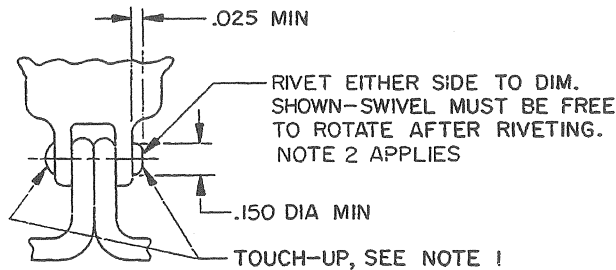 .025 MIN
RIVET EITHER SIDE TO DIM.
SHOWN-SWIVEL MUST BE FREE
TO ROTATE AFTER RIVETING.
NOTE 2 APPLIES
.150 DIA MIN
TOUCH-UP, SEE NOTE 1